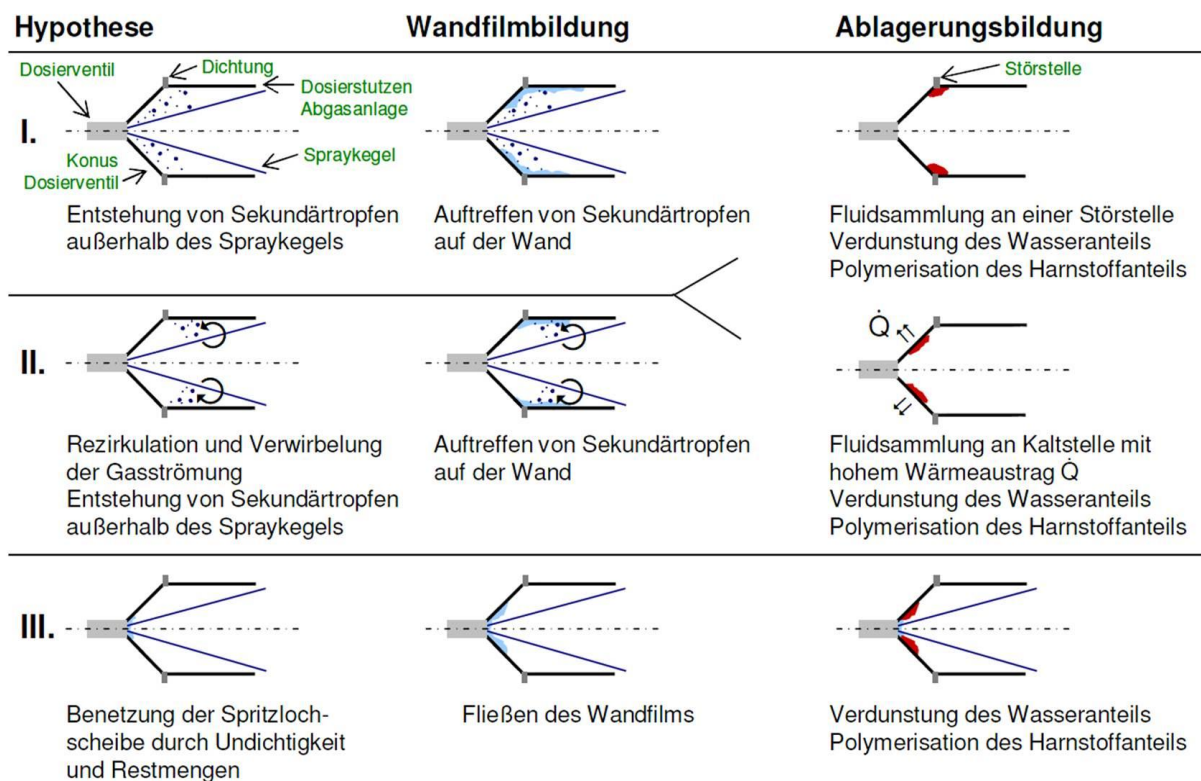 Hypothese
Wandfilmbildung
Ablagerungsbildung
I.
Dosierventil
Dichtung
Dosierstutzen
Abgasanlage
Spraykegel
Konus
Dosierventil
Störstelle
Entstehung von Sekundärtropfen
außerhalb des Spraykegels
Auftreffen von Sekundärtropfen
auf der Wand
Fluidsammlung an einer Störstelle
Verdunstung des Wasseranteils
Polymerisation des Harnstoffanteils
II.
Q̇
Rezirkulation und Verwirbelung
der Gasströmung
Entstehung von Sekundärtropfen
außerhalb des Spraykegels
Auftreffen von Sekundärtropfen
auf der Wand
Fluidsammlung an Kaltstelle mit
hohem Wärmeaustrag Q̇
Verdunstung des Wasseranteils
Polymerisation des Harnstoffanteils
III.
Benetzung der Spritzloch-
scheibe durch Undichtigkeit
und Restmengen
Fließen des Wandfilms
Verdunstung des Wasseranteils
Polymerisation des Harnstoffanteils